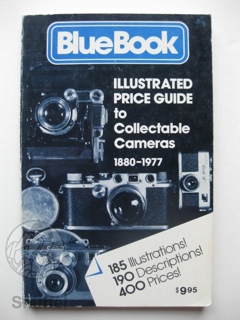 BlueBook
ILLUSTRATED
PRICE GUIDE
to
Collectable
Cameras
1880-1977
185 Illustrations!
190 Descriptions!
400 Prices!
$9.95